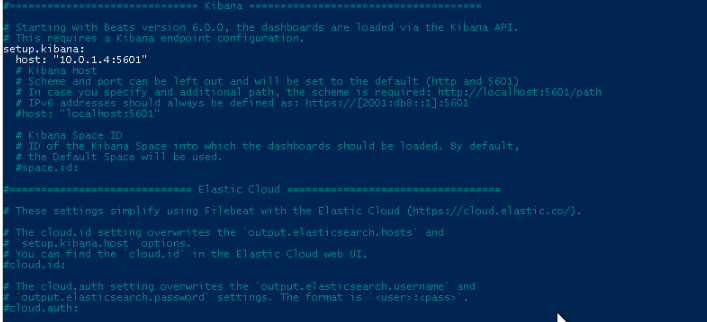 #============================== Kibana =====================================
# Starting with Beats version 6.0.0, the dashboards are loaded via the Kibana API.
# This requires a Kibana endpoint configuration.
setup.kibana:
host: "10.0.1.4:5601"
# Kibana Host
# Scheme and port can be left out and will be set to the default (http and 5601)
# In case you specify and additional path, the scheme is required: http://localhost:5601/path
# IPv6 addresses should always be defined as: https://[2001:db8::1]:5601
#host: "localhost:5601"
# Kibana Space ID
# ID of the Kibana Space into which the dashboards should be loaded. By default,
# the Default Space will be used.
#space.id:
#============================= Elastic Cloud ==================================
# These settings simplify using Filebeat with the Elastic Cloud (https://cloud.elastic.co/).
# The cloud.id setting overwrites the `output.elasticsearch.hosts` and
# `setup.kibana.host` options.
# You can find the `cloud.id` in the Elastic Cloud web UI.
#cloud.id:
# The cloud.auth setting overwrites the `output.elasticsearch.username` and
# `output.elasticsearch.password` settings. The format is `<user>:<pass>`.
#cloud.auth: